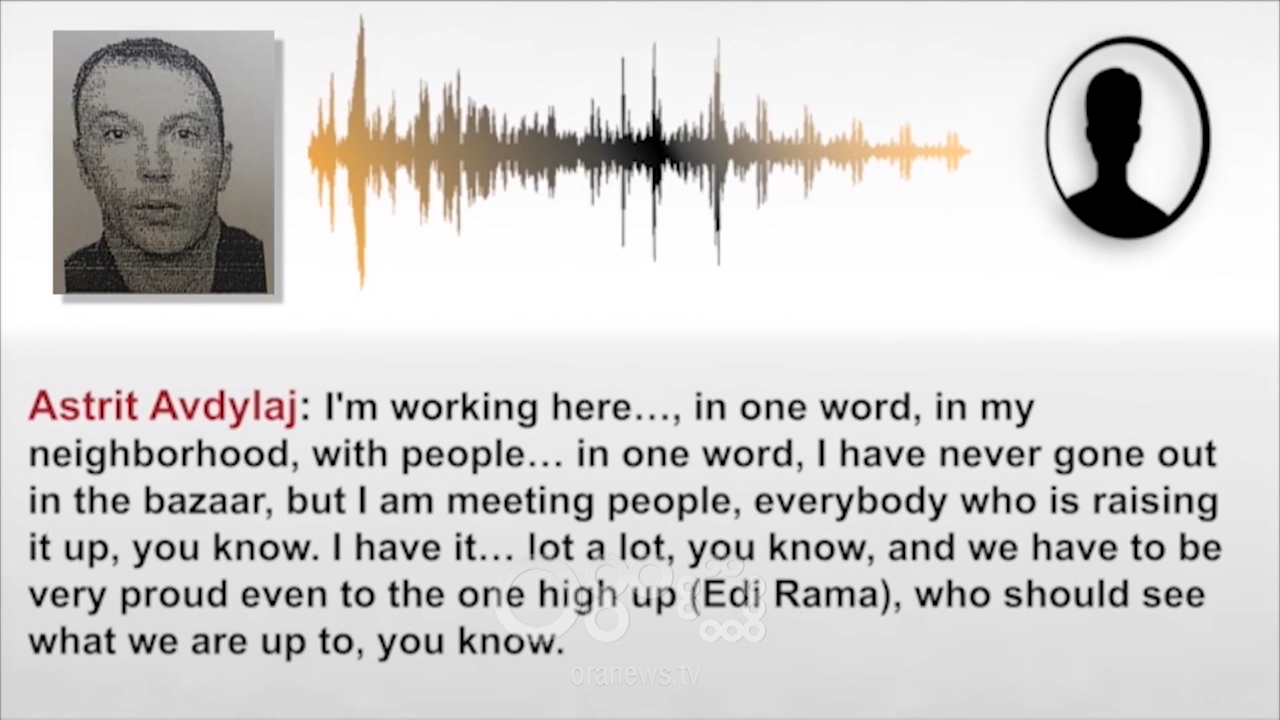 Astrit Avdylaj: I'm working here..., in one word, in my
neighborhood, with people... in one word, I have never gone out
in the bazaar, but I am meeting people, everybody who is raising
it up, you know. I have it... lot a lot, you know, and we have to be
very proud even to the one high up (Edi Rama), who should see
what we are up to, you know.
oranews.tv